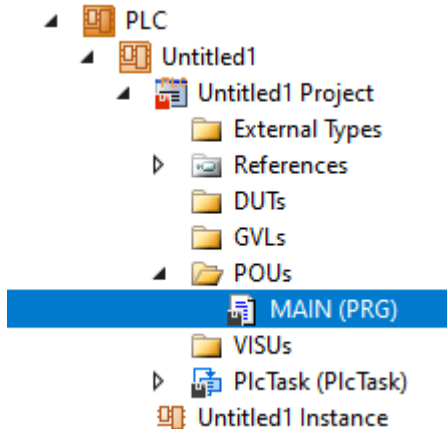 PLC
Untitled1
Untitled1 Project
External Types
References
DUTs
GVLs
POUs
MAIN (PRG)
VISUs
PlcTask (PlcTask)
Untitled1 Instance